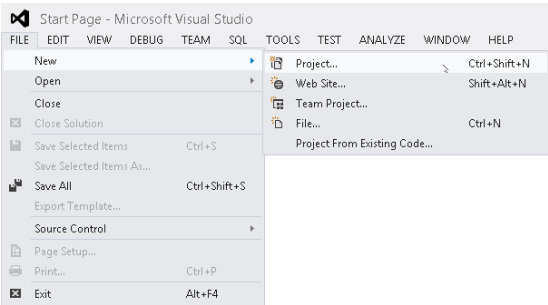 Start Page - Microsoft Visual Studio
FILE EDIT VIEW DEBUG TEAM SQL TOOLS TEST ANALYZE WINDOW HELP
New
Open
Close
Close Solution
Save Selected Items Ctrl+S
Save Selected Items As...
Save All Ctrl+Shift+S
Export Template...
Source Control
Page Setup...
Print... Ctrl+P
Exit Alt+F4
Project... Ctrl+Shift+N
Web Site... Shift+Alt+N
Team Project...
File... Ctrl+N
Project From Existing Code...